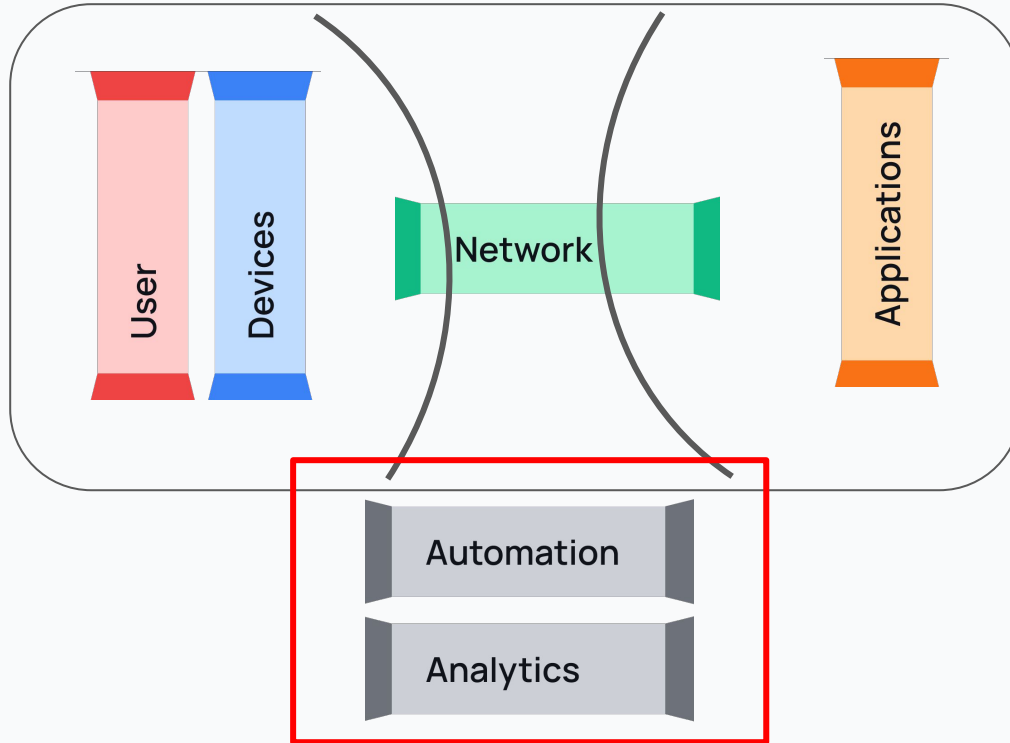 User
Devices
Network
Applications
Automation
Analytics